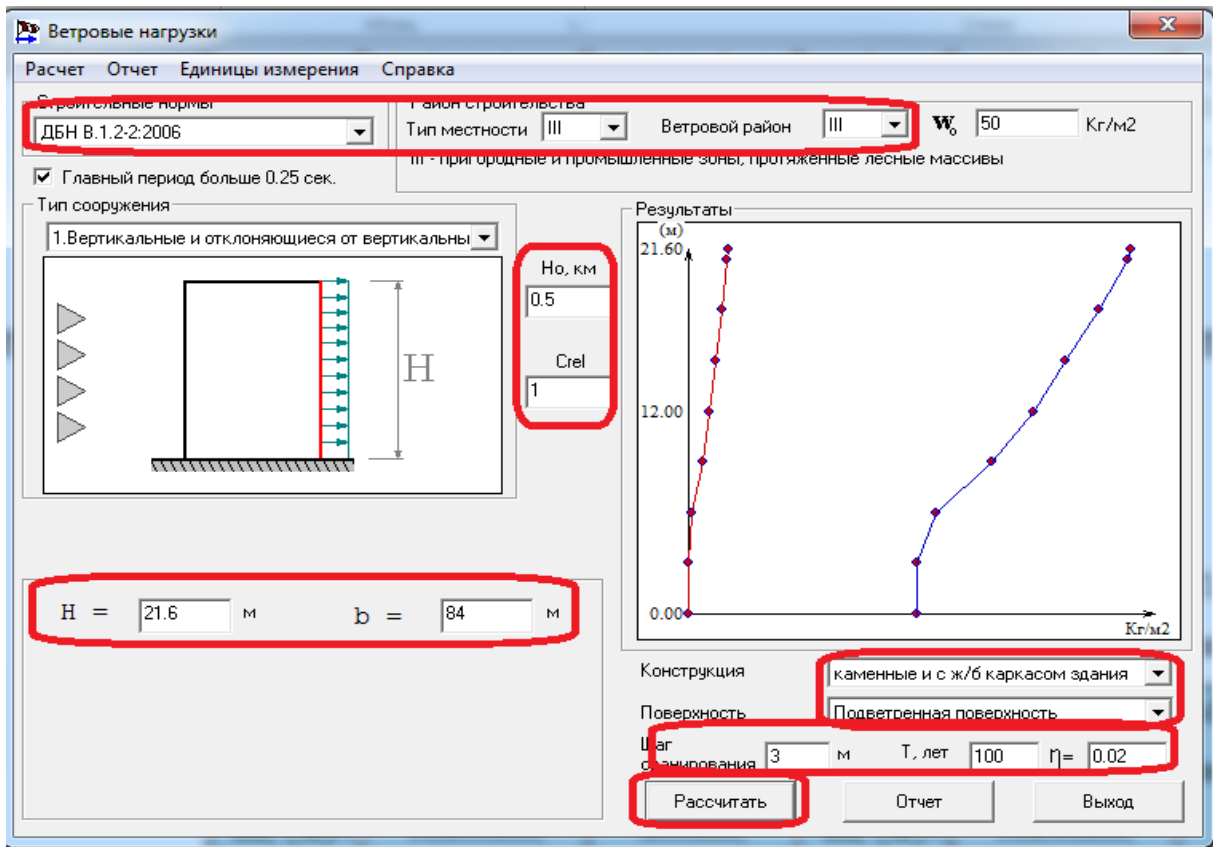 Ветровые нагрузки
Расчет Отчет Единицы измерения Справка
Строительные нормы
ДБН В.1.2-2:2006
Район строительства
Тип местности III Ветровой район III W₀ 50 Кг/м2
III - пригородные и промышленные зоны, протяженные лесные массивы
Главный период больше 0.25 сек.
Тип сооружения
1.Вертикальные и отклоняющиеся от вертикальны
H
Ho, км
0.5
Crel
1
H = 21.6 м b = 84 м
Результаты
(м)
21.60
12.00
0.00
Кг/м2
Конструкция каменные и с ж/б каркасом здания
Поверхность Подветренная поверхность
Шаг
сканирования 3 м Т, лет 100 η= 0.02
Рассчитать Отчет Выход